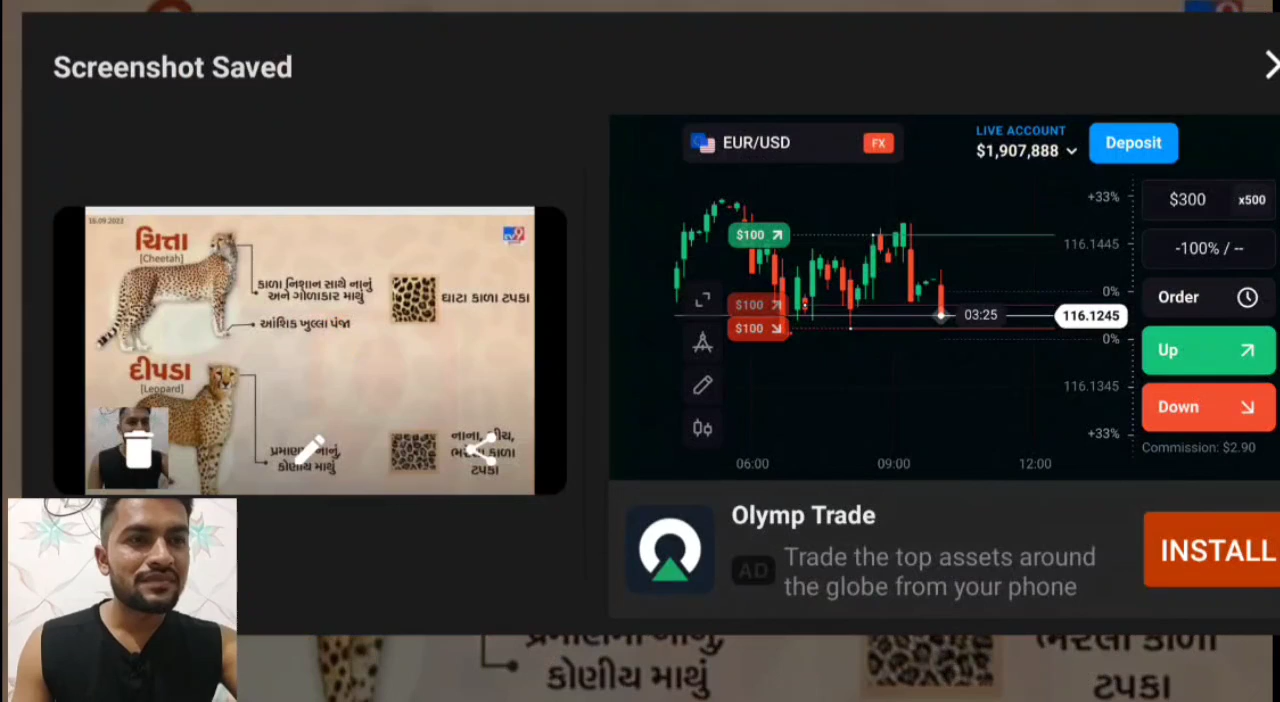 Screenshot Saved
16.09.2022
ચિત્તા
[Cheetah]
કાળા નિશાન સાથે નાનું
અને ગોળાકાર માથું
ઘાટા કાળા ટપકા
આંશિક ખુલ્લા પંજા
દીપડા
[Leopard]
નાના,
કાળા
ટપકા
કોણીય માથું
EUR/USD
FX
LIVE ACCOUNT
$1,907,888
Deposit
+33%
$300
x500
$100
116.1445
-100% / --
0%
Order
$100
03:25
116.1245
$100
0%
Up
116.1345
Down
+33%
Commission: $2.90
06:00
09:00
12:00
Olymp Trade
AD
Trade the top assets around
the globe from your phone
INSTALL
કોણીય માથું
કાળા
ટપકા